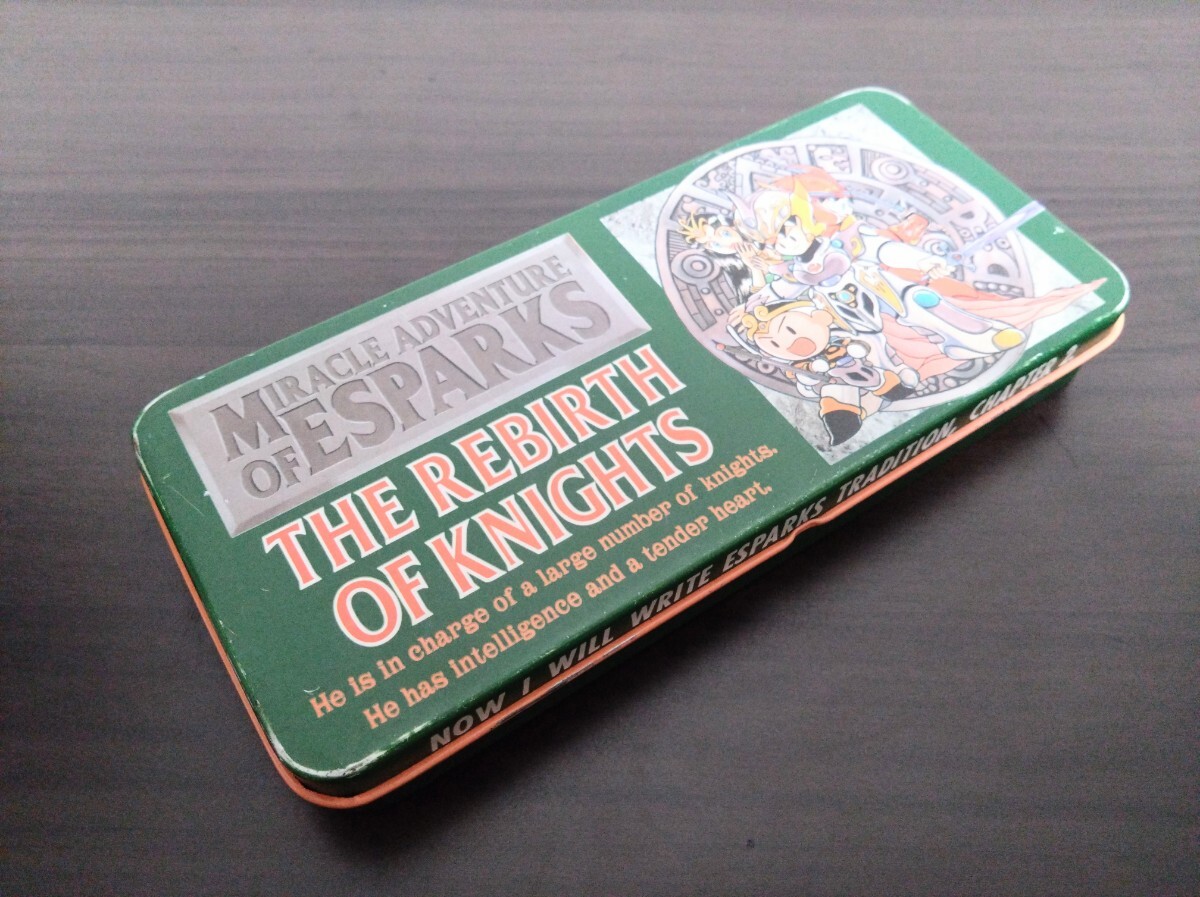 MIRACLE ADVENTURE
OF ESPARKS
THE REBIRTH
OF KNIGHTS
He is in charge of a large number of knights.
He has intelligence and a tender heart.
NOW I WILL WRITE ESPARKS TRADITION. CHAPTER 2